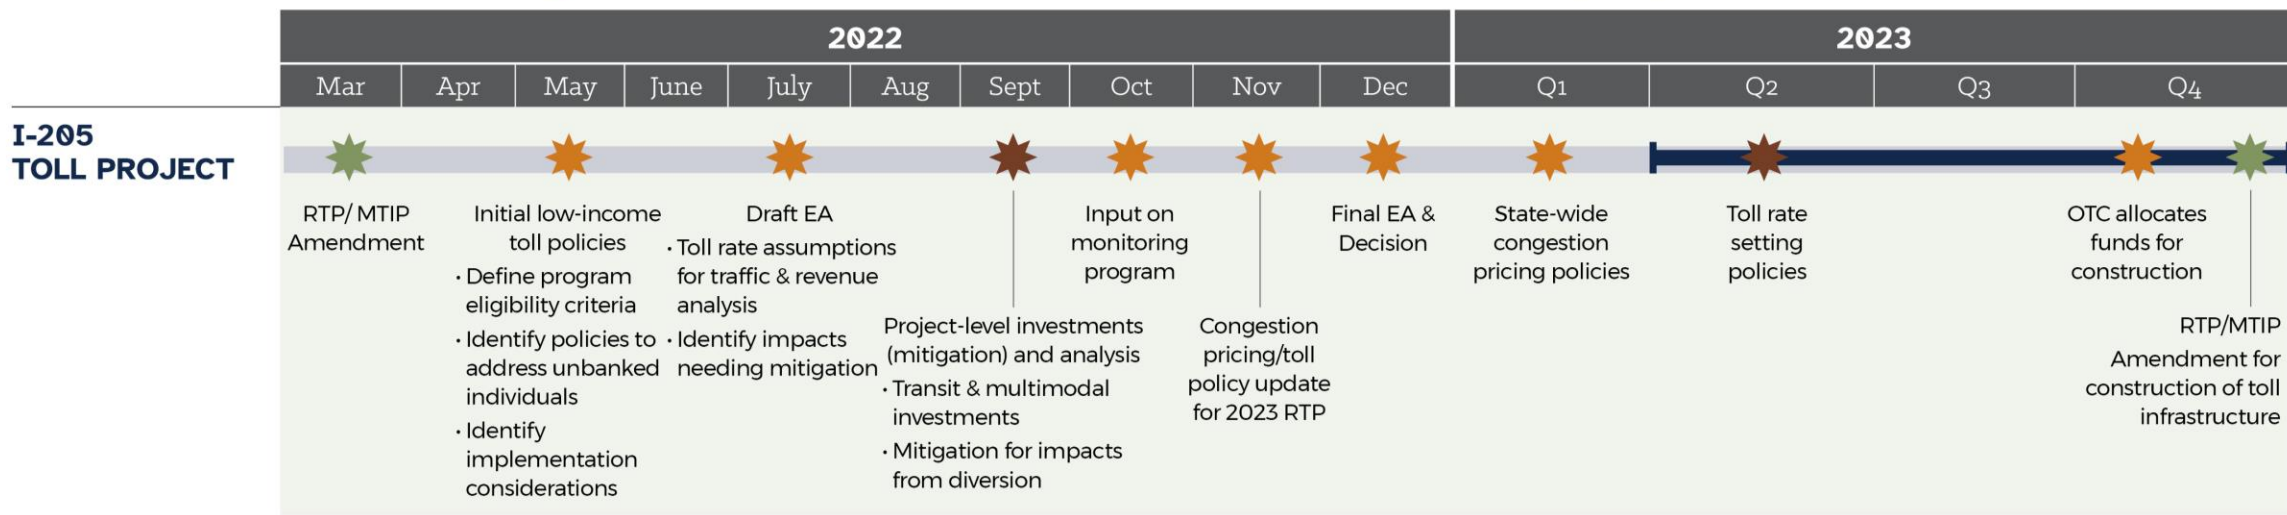 2022
2023
Mar
Apr
May
June
July
Aug
Sept
Oct
Nov
Dec
Q1
Q2
Q3
Q4
I-205
TOLL PROJECT
RTP/ MTIP
Amendment
Initial low-income
toll policies
· Define program
eligibility criteria
· Identify policies to
address unbanked
individuals
· Identify
implementation
considerations
Draft EA
· Toll rate assumptions
for traffic & revenue
analysis
· Identify impacts
needing mitigation
Project-level investments
(mitigation) and analysis
· Transit & multimodal
investments
· Mitigation for impacts
from diversion
Input on
monitoring
program
Congestion
pricing/toll
policy update
for 2023 RTP
Final EA &
Decision
State-wide
congestion
pricing policies
Toll rate
setting
policies
OTC allocates
funds for
construction
RTP/MTIP
Amendment for
construction of toll
infrastructure